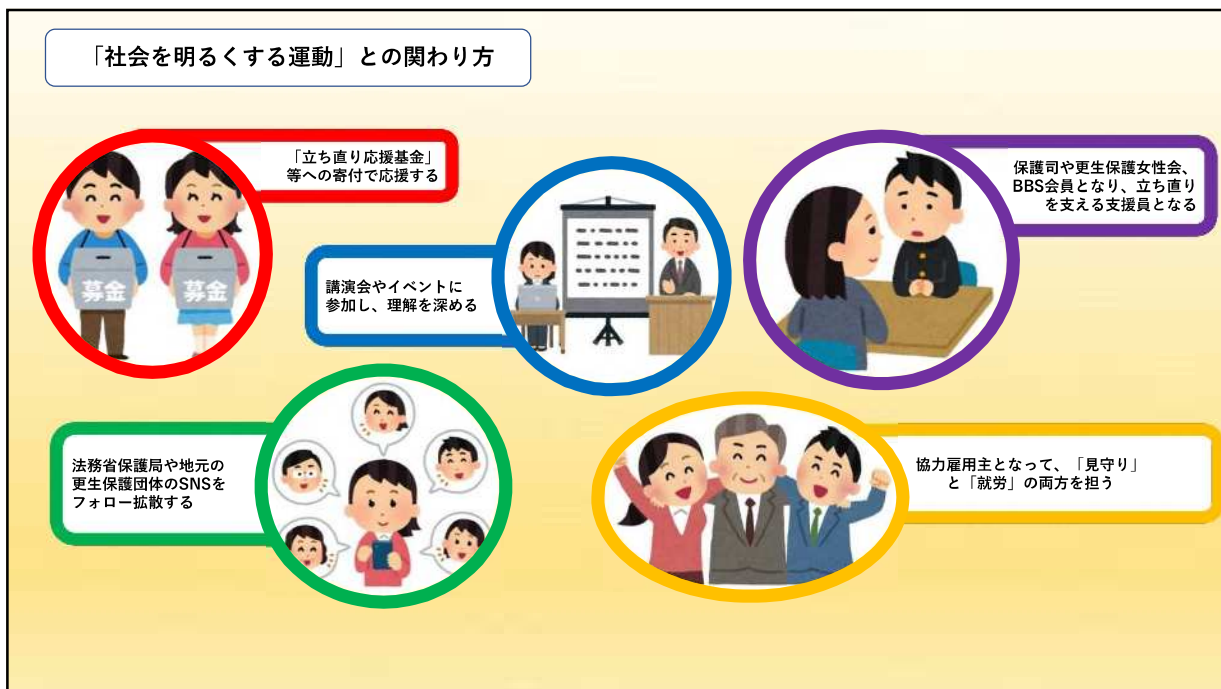 「社会を明るくする運動」との関わり方
「立ち直り応援基金」
等への寄付で応援する
募金
募金
講演会やイベントに
参加し、理解を深める
保護司や更生保護女性会、
BBS会員となり、立ち直り
を支える支援員となる
法務省保護局や地元の
更生保護団体のSNSを
フォロー拡散する
協力雇用主となって、「見守り」
と「就労」の両方を担う